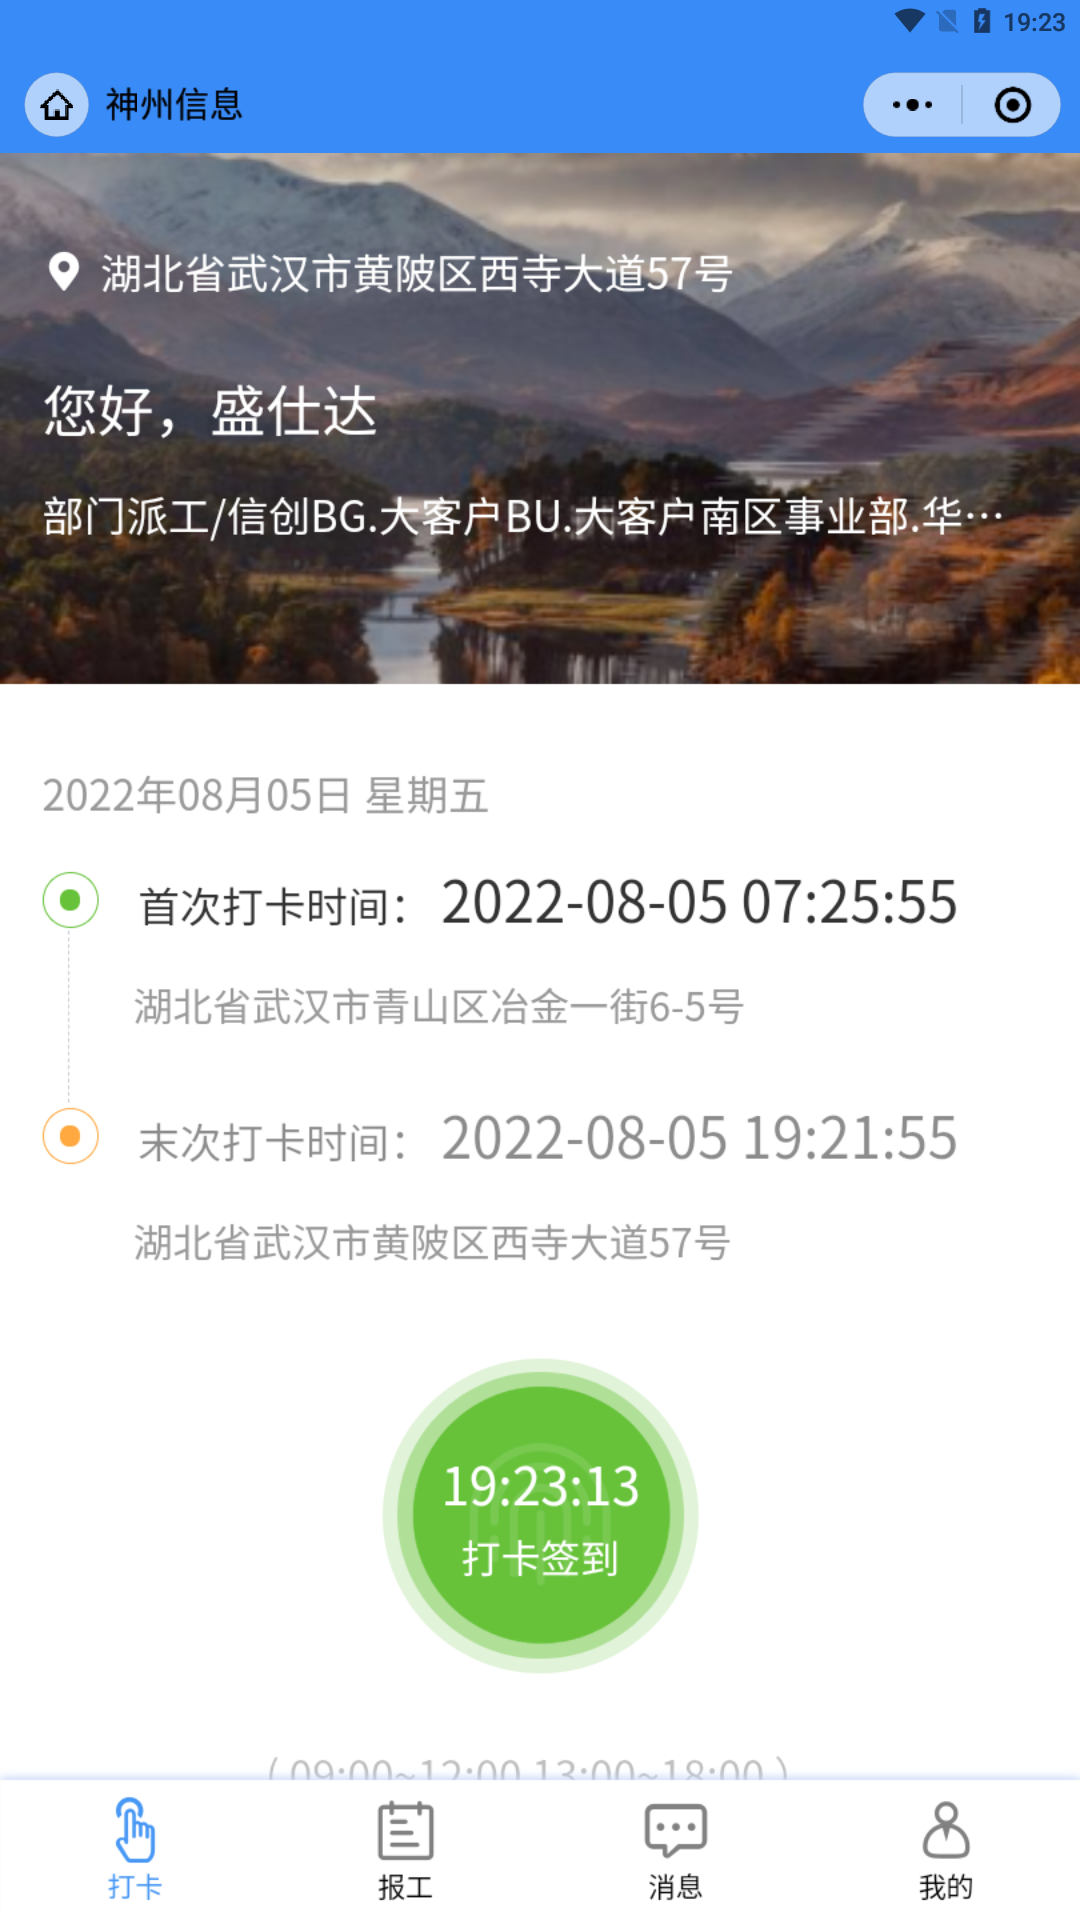 19:23
神州信息
湖北省武汉市黄陂区西寺大道57号
您好，盛仕达
部门派工/信创BG.大客户BU.大客户南区事业部.华…
2022年08月05日 星期五
首次打卡时间： 2022-08-05 07:25:55
湖北省武汉市青山区冶金一街6-5号
末次打卡时间： 2022-08-05 19:21:55
湖北省武汉市黄陂区西寺大道57号
19:23:13
打卡签到
( 09:00~12:00 13:00~18:00 )
打卡 报工 消息 我的